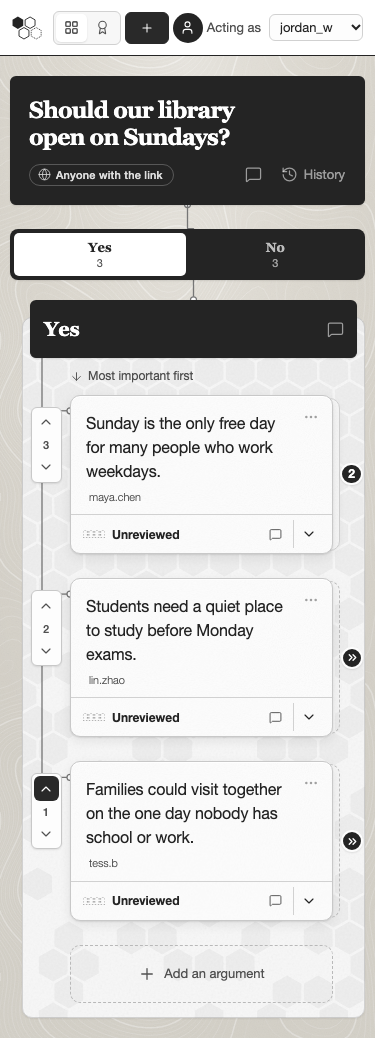 Acting as jordan_w
Should our library
open on Sundays?
Anyone with the link
History
Yes
3
No
3
Yes
Most important first
3
Sunday is the only free day
for many people who work
weekdays.
maya.chen
2
Unreviewed
2
Students need a quiet place
to study before Monday
exams.
lin.zhao
Unreviewed
1
Families could visit together
on the one day nobody has
school or work.
tess.b
Unreviewed
Add an argument